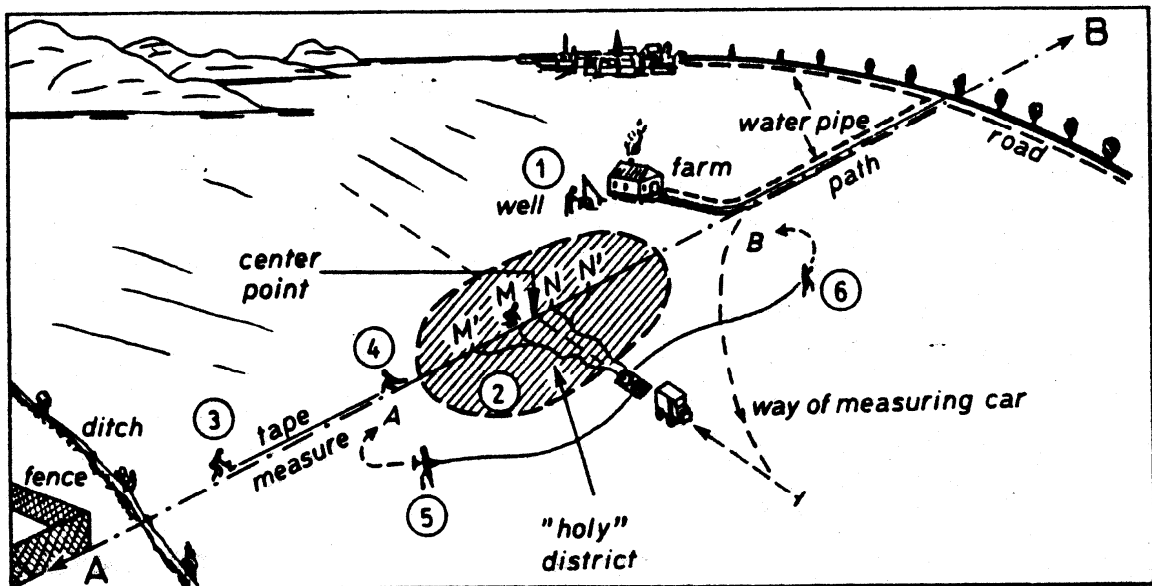 B
water pipe
road
1
farm
path
well
B
center
point
M
N
N'
M'
6
4
2
way of measuring car
3
tape
measure
A
ditch
fence
5
"holy"
district
A